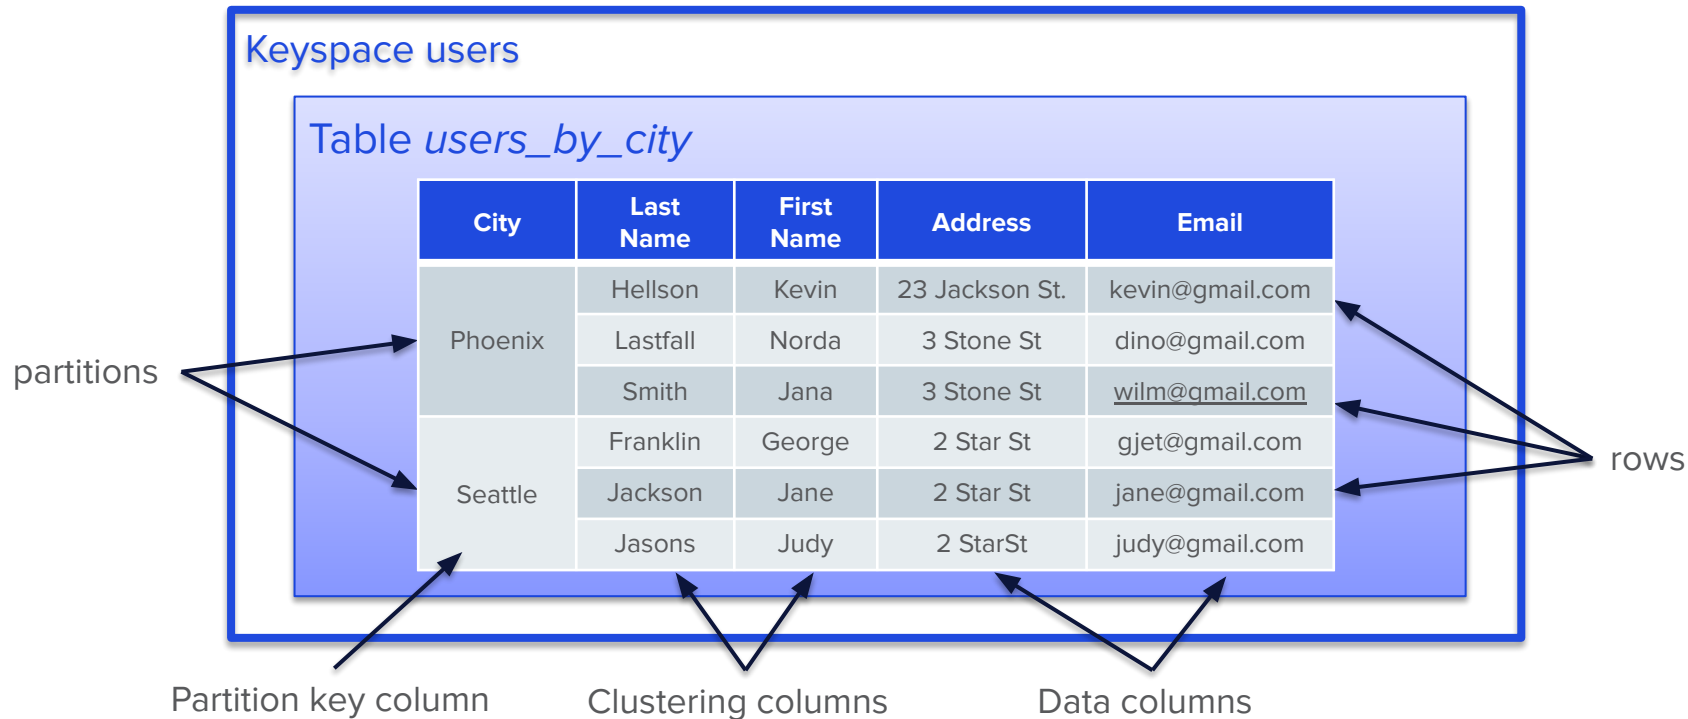 Keyspace users
Table users_by_city
City Last Name First Name Address Email
Phoenix Hellson Kevin 23 Jackson St. kevin@gmail.com
Lastfall Norda 3 Stone St dino@gmail.com
Smith Jana 3 Stone St wilm@gmail.com
Seattle Franklin George 2 Star St gjet@gmail.com
Jackson Jane 2 Star St jane@gmail.com
Jasons Judy 2 StarSt judy@gmail.com
partitions
rows
Partition key column
Clustering columns
Data columns